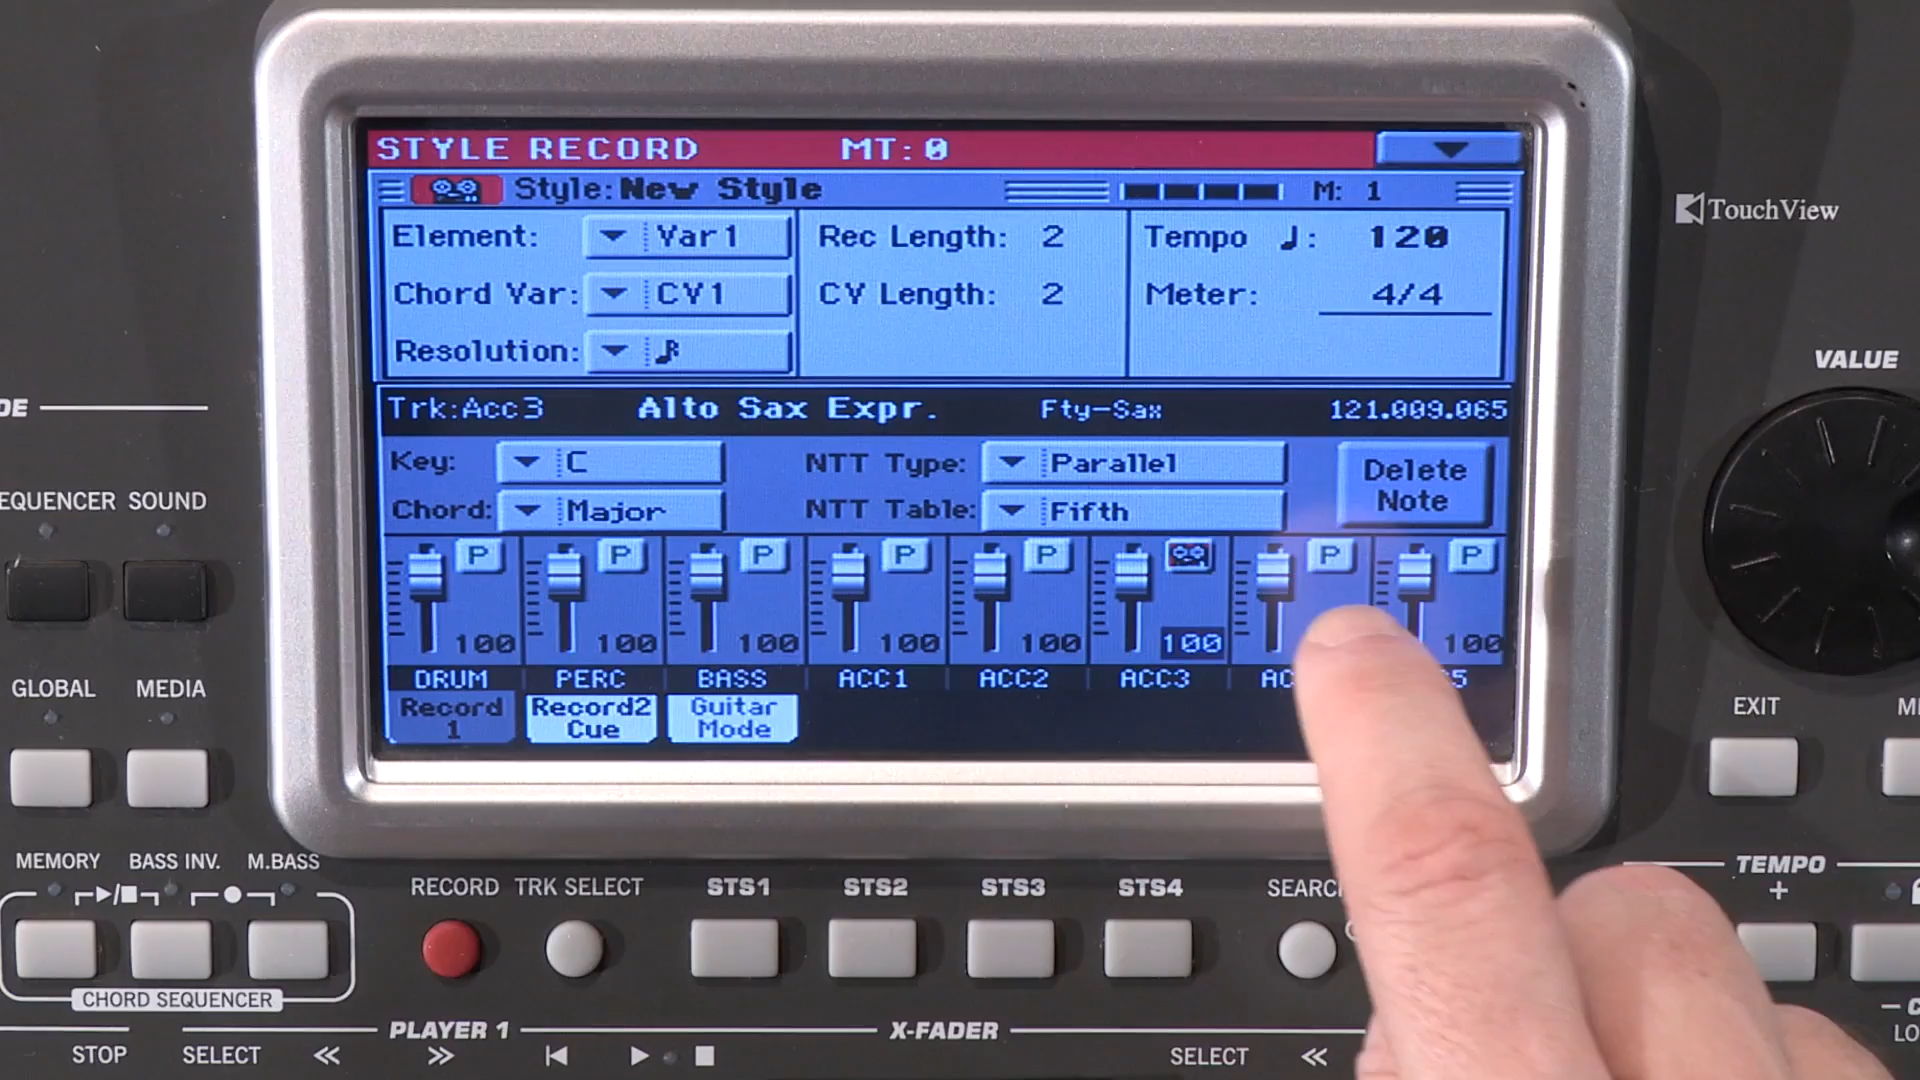 STYLE RECORD MT: 0
Style: New Style M: 1
Element: Var1 Rec Length: 2 Tempo ♩: 120
Chord Var: CV1 CV Length: 2 Meter: 4/4
Resolution:
Trk:Acc3 Alto Sax Expr. Fty-Sax 121.009.065
Key: C NTT Type: Parallel Delete Note
Chord: Major NTT Table: Fifth
P P P P P P P
100 100 100 100 100 100 100
DRUM PERC BASS ACC1 ACC2 ACC3
Record 1 Record2 Cue Guitar Mode
TouchView
VALUE
SOUND
GLOBAL MEDIA
EXIT
MEMORY BASS INV. M.BASS
CHORD SEQUENCER
RECORD TRK SELECT STS1 STS2 STS3 STS4
TEMPO
+
PLAYER 1 X-FADER
STOP SELECT SELECT